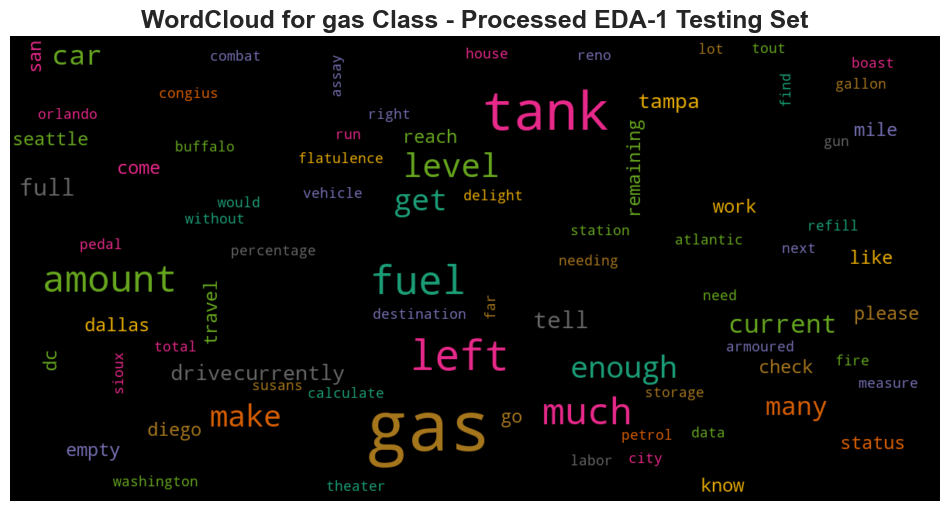 WordCloud for gas Class - Processed EDA-1 Testing Set
san
car
combat
assay
house
reno
lot
tout
find
boast
gallon
congius
orlando
right
tank
tampa
mile
gun
seattle
buffalo
run
reach
remaining
come
flatulence
level
full
vehicle
get
delight
work
would
without
refill
pedal
percentage
station
atlantic
next
needing
like
amount
travel
fuel
far
need
dallas
destination
tell
current
please
dc
sioux
total
left
armoured
fire
drivecurrently
susans
calculate
enough
check
measure
storage
make
gas
go
much
many
diego
petrol
data
status
empty
labor
city
washington
theater
know